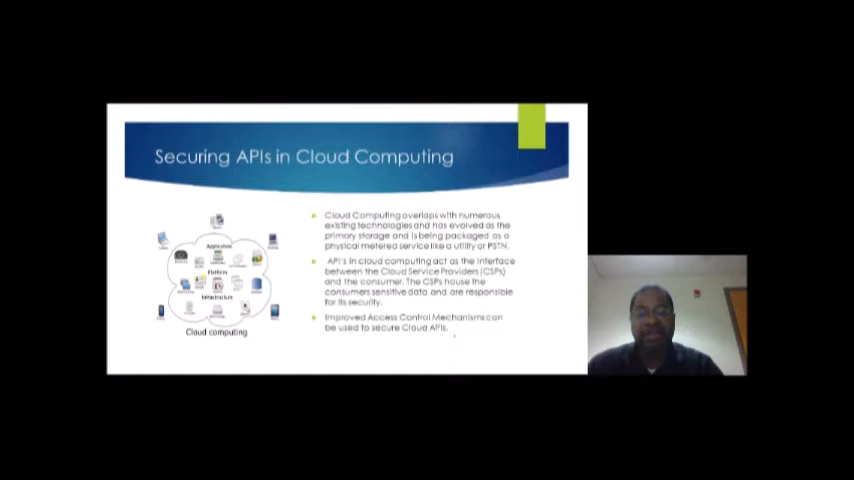 Securing APIs in Cloud Computing
Cloud Computing overlaps with numerous
existing technologies and has evolved as the
primary storage and is being packaged as a
physical metered service like a utility or PSTN.
API's in cloud computing act as the interface
between the Cloud Service Providers (CSPs)
and the consumer. The CSPs house the
consumers sensitive data and are responsible
for its security.
Improved Access Control Mechanisms can
be used to secure Cloud APIs.
Application
Platform
Infrastructure
Cloud computing